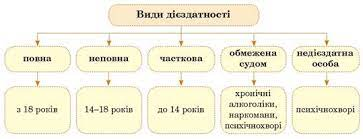 Види дієздатності
повна
неповна
часткова
обмежена
судом
недієздатна
особа
з 18 років
14–18 років
до 14 років
хронічні
алкоголіки,
наркомани,
психічнохворі
психічнохворі